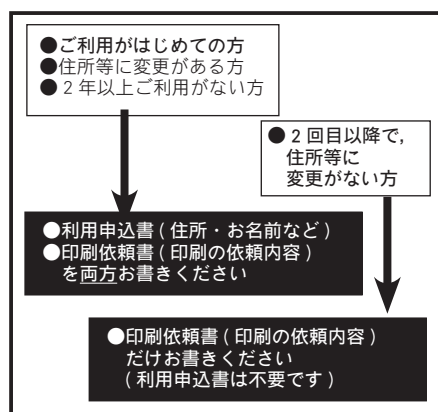 ●ご利用がはじめての方
●住所等に変更がある方
●2年以上ご利用がない方
●2回目以降で,
住所等に
変更がない方
●利用申込書(住所・お名前など)
●印刷依頼書(印刷の依頼内容)
を両方お書きください
●印刷依頼書(印刷の依頼内容)
だけお書きください
(利用申込書は不要です)